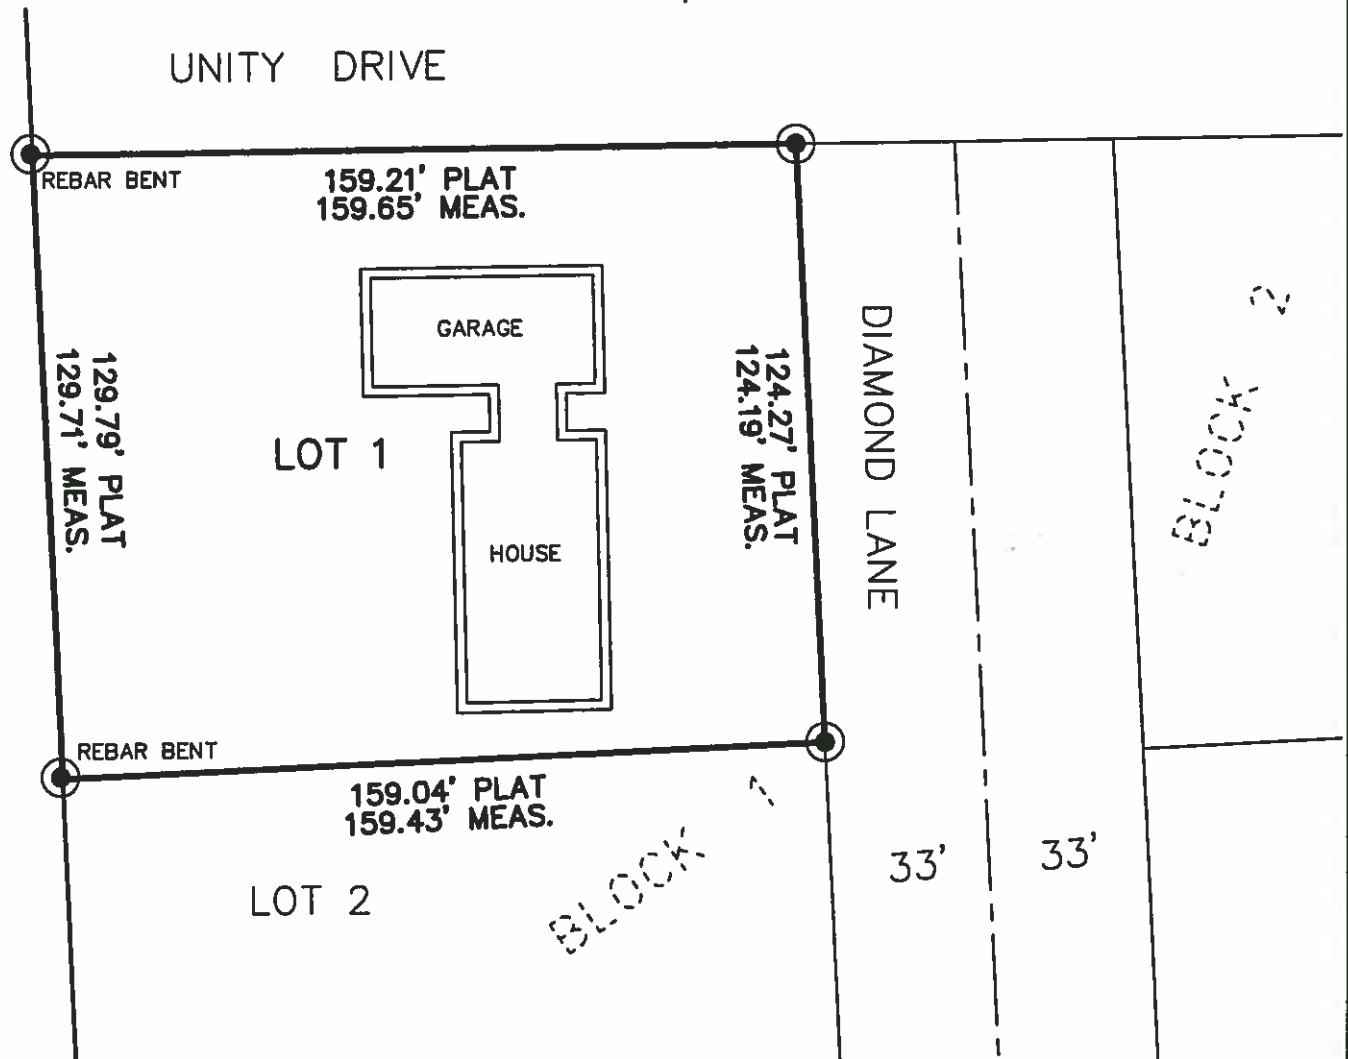 UNITY DRIVE
REBAR BENT
159.21' PLAT
159.65' MEAS.
GARAGE
129.79' PLAT
129.71' MEAS.
LOT 1
124.27' PLAT
124.19' MEAS.
DIAMOND LANE
BLOCK 2
HOUSE
REBAR BENT
159.04' PLAT
159.43' MEAS.
BLOCK 1
33'
33'
LOT 2